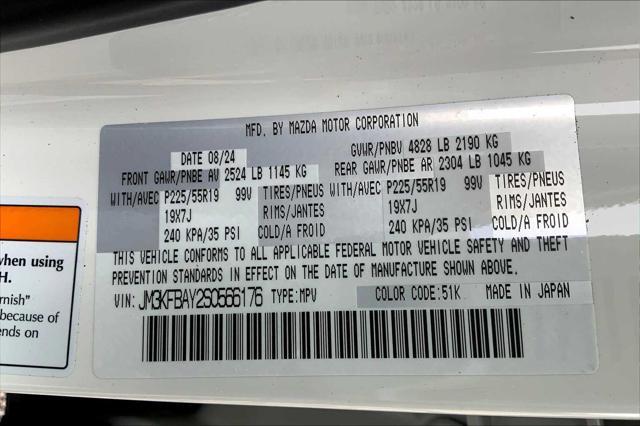 MFD. BY MAZDA MOTOR CORPORATION
DATE 08/24 GVWR/PNBV 4828 LB 2190 KG
FRONT GAWR/PNBE AV 2524 LB 1145 KG REAR GAWR/PNBE AR 2304 LB 1045 KG
WITH/AVEC P225/55R19 99V TIRES/PNEUS WITH/AVEC P225/55R19 99V TIRES/PNEUS
19X7J RIMS/JANTES 19X7J RIMS/JANTES
240 KPA/35 PSI COLD/A FROID 240 KPA/35 PSI COLD/A FROID
THIS VEHICLE CONFORMS TO ALL APPLICABLE FEDERAL MOTOR VEHICLE SAFETY AND THEFT
PREVENTION STANDARDS IN EFFECT ON THE DATE OF MANUFACTURE SHOWN ABOVE.
VIN: JM3KFBAY2S0566176 TYPE: MPV COLOR CODE: 51K MADE IN JAPAN
when using
H.
rnish"
because of
ends on